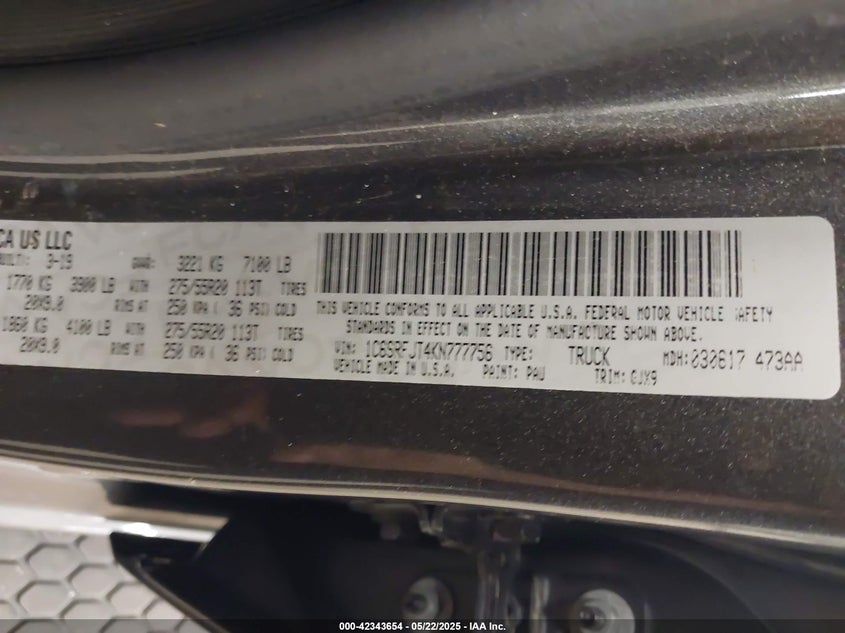 CA US LLC
BUILT: 3-19 GVWR: 3221 KG 7100 LB
1770 KG 3900 LB WITH 275/55R20 113T TIRES
20X9.0 RIMS AT 250 KPA ( 36 PSI) COLD
1860 KG 4100 LB WITH 275/55R20 113T TIRES
20X9.0 RIMS AT 250 KPA ( 36 PSI) COLD
THIS VEHICLE CONFORMS TO ALL APPLICABLE U.S.A. FEDERAL MOTOR VEHICLE SAFETY
STANDARDS IN EFFECT ON THE DATE OF MANUFACTURE SHOWN ABOVE.
VIN: 1C6SRFJT4KN777756 TYPE: TRUCK MDH: 030617 473AA
VEHICLE MADE IN U.S.A. PAINT: PAU TRIM: GJX9
000-42343654 - 05/22/2025 - IAA Inc.